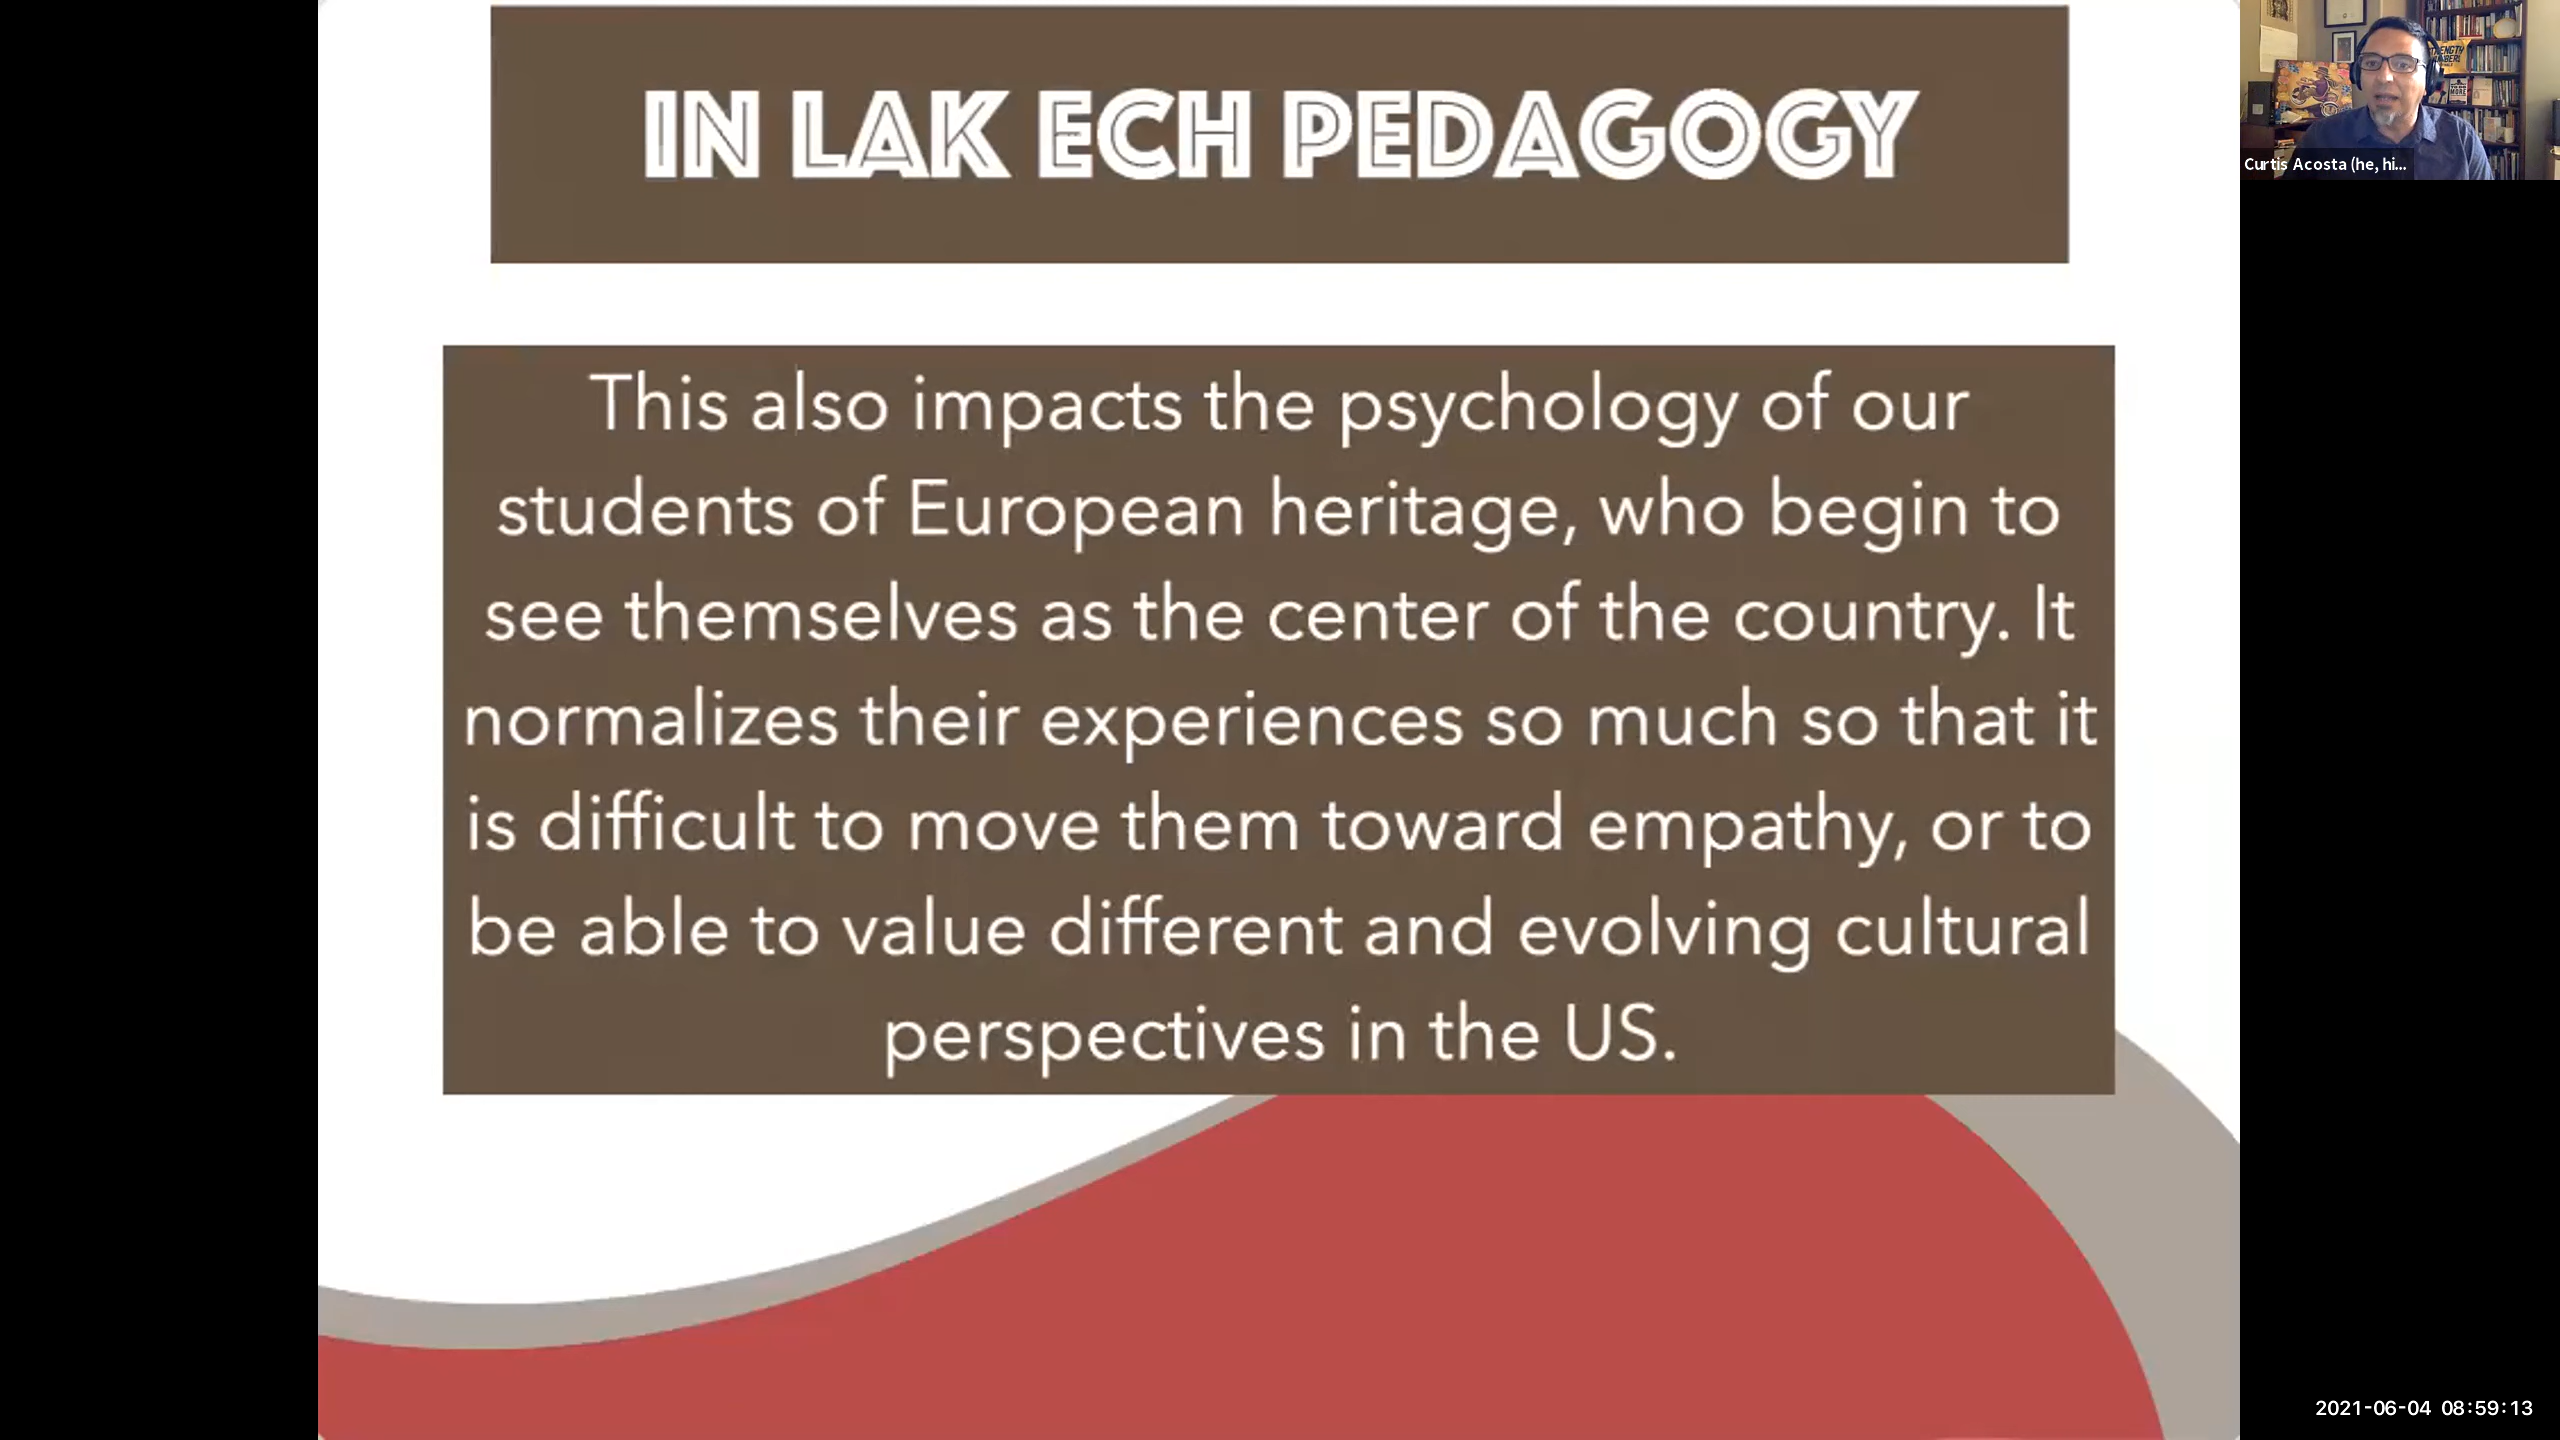 IN LAK ECH PEDAGOGY
This also impacts the psychology of our
students of European heritage, who begin to
see themselves as the center of the country. It
normalizes their experiences so much so that it
is difficult to move them toward empathy, or to
be able to value different and evolving cultural
perspectives in the US.
Curtis Acosta (he, hi...
2021-06-04 08:59:13